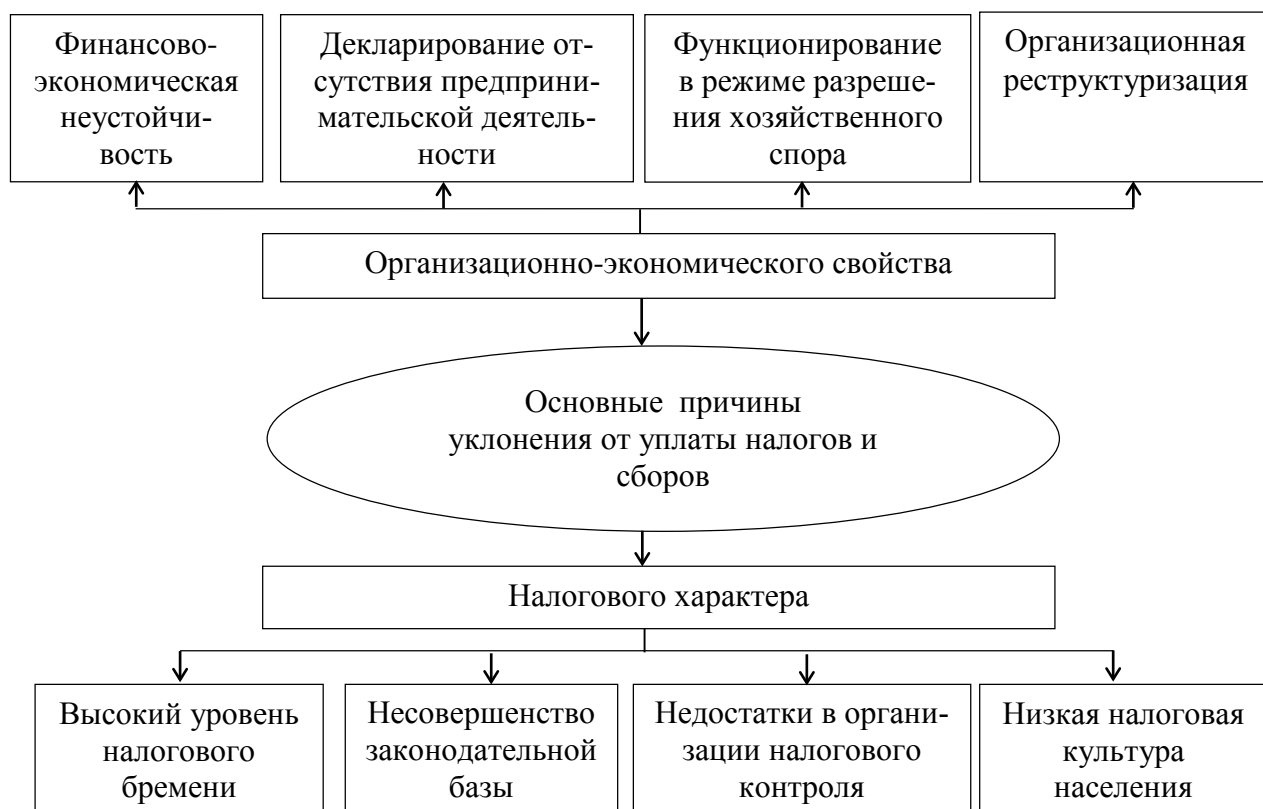 Финансово-
экономическая
неустойчи-
вость
Декларирование от-
сутствия предприни-
мательской деятель-
ности
Функционирование
в режиме разреше-
ния хозяйственного
спора
Организационная
реструктуризация
Организационно-экономического свойства
Основные причины
уклонения от уплаты налогов и
сборов
Налогового характера
Высокий уровень
налогового
бремени
Несовершенство
законодательной
базы
Недостатки в органи-
зации налогового
контроля
Низкая налоговая
культура
населения